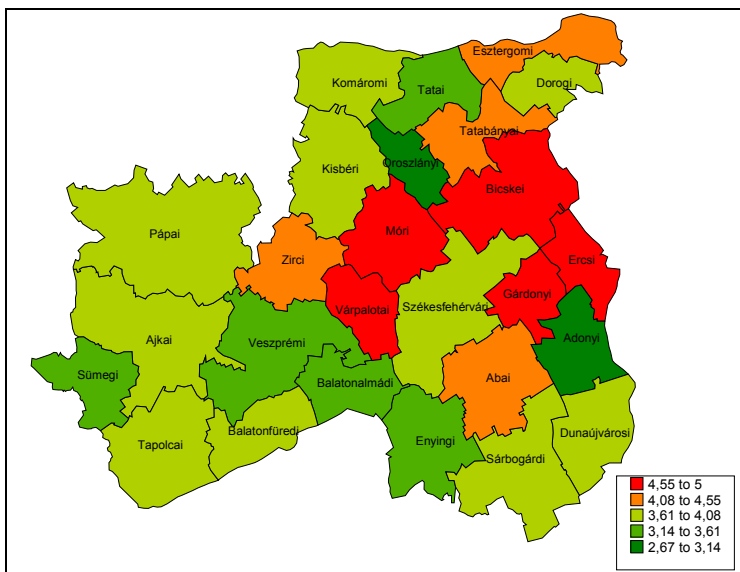 Esztergomi
Komáromi
Tatai
Dorogi
Tatabányai
Oroszlányi
Kisbéri
Bicskei
Pápai
Móri
Zirci
Ercsi
Gárdonyi
Várpalotai
Székesfehérvári
Adonyi
Ajkai
Veszprémi
Sümegi
Balatonalmádi
Abai
Balatonfüredi
Dunaújvárosi
Tapolcai
Enyingi
Sárbogárdi
4,55 to 5
4,08 to 4,55
3,61 to 4,08
3,14 to 3,61
2,67 to 3,14